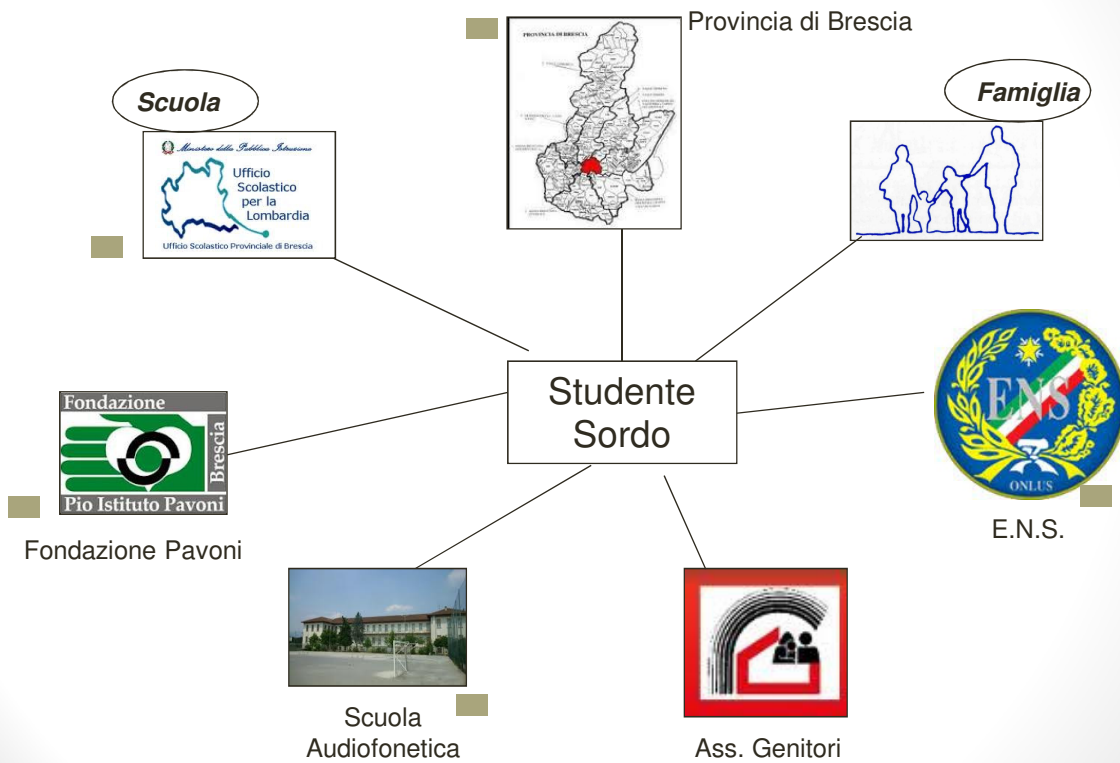 Provincia di Brescia
PROVINCIA DI BRESCIA
Scuola
Famiglia
Ministero della Pubblica Istruzione
Ufficio
Scolastico
per la
Lombardia
Ufficio Scolastico Provinciale di Brescia
Studente
Sordo
Fondazione
Brescia
Pio Istituto Pavoni
Fondazione Pavoni
ENS
ONLUS
E.N.S.
Scuola
Audiofonetica
Ass. Genitori